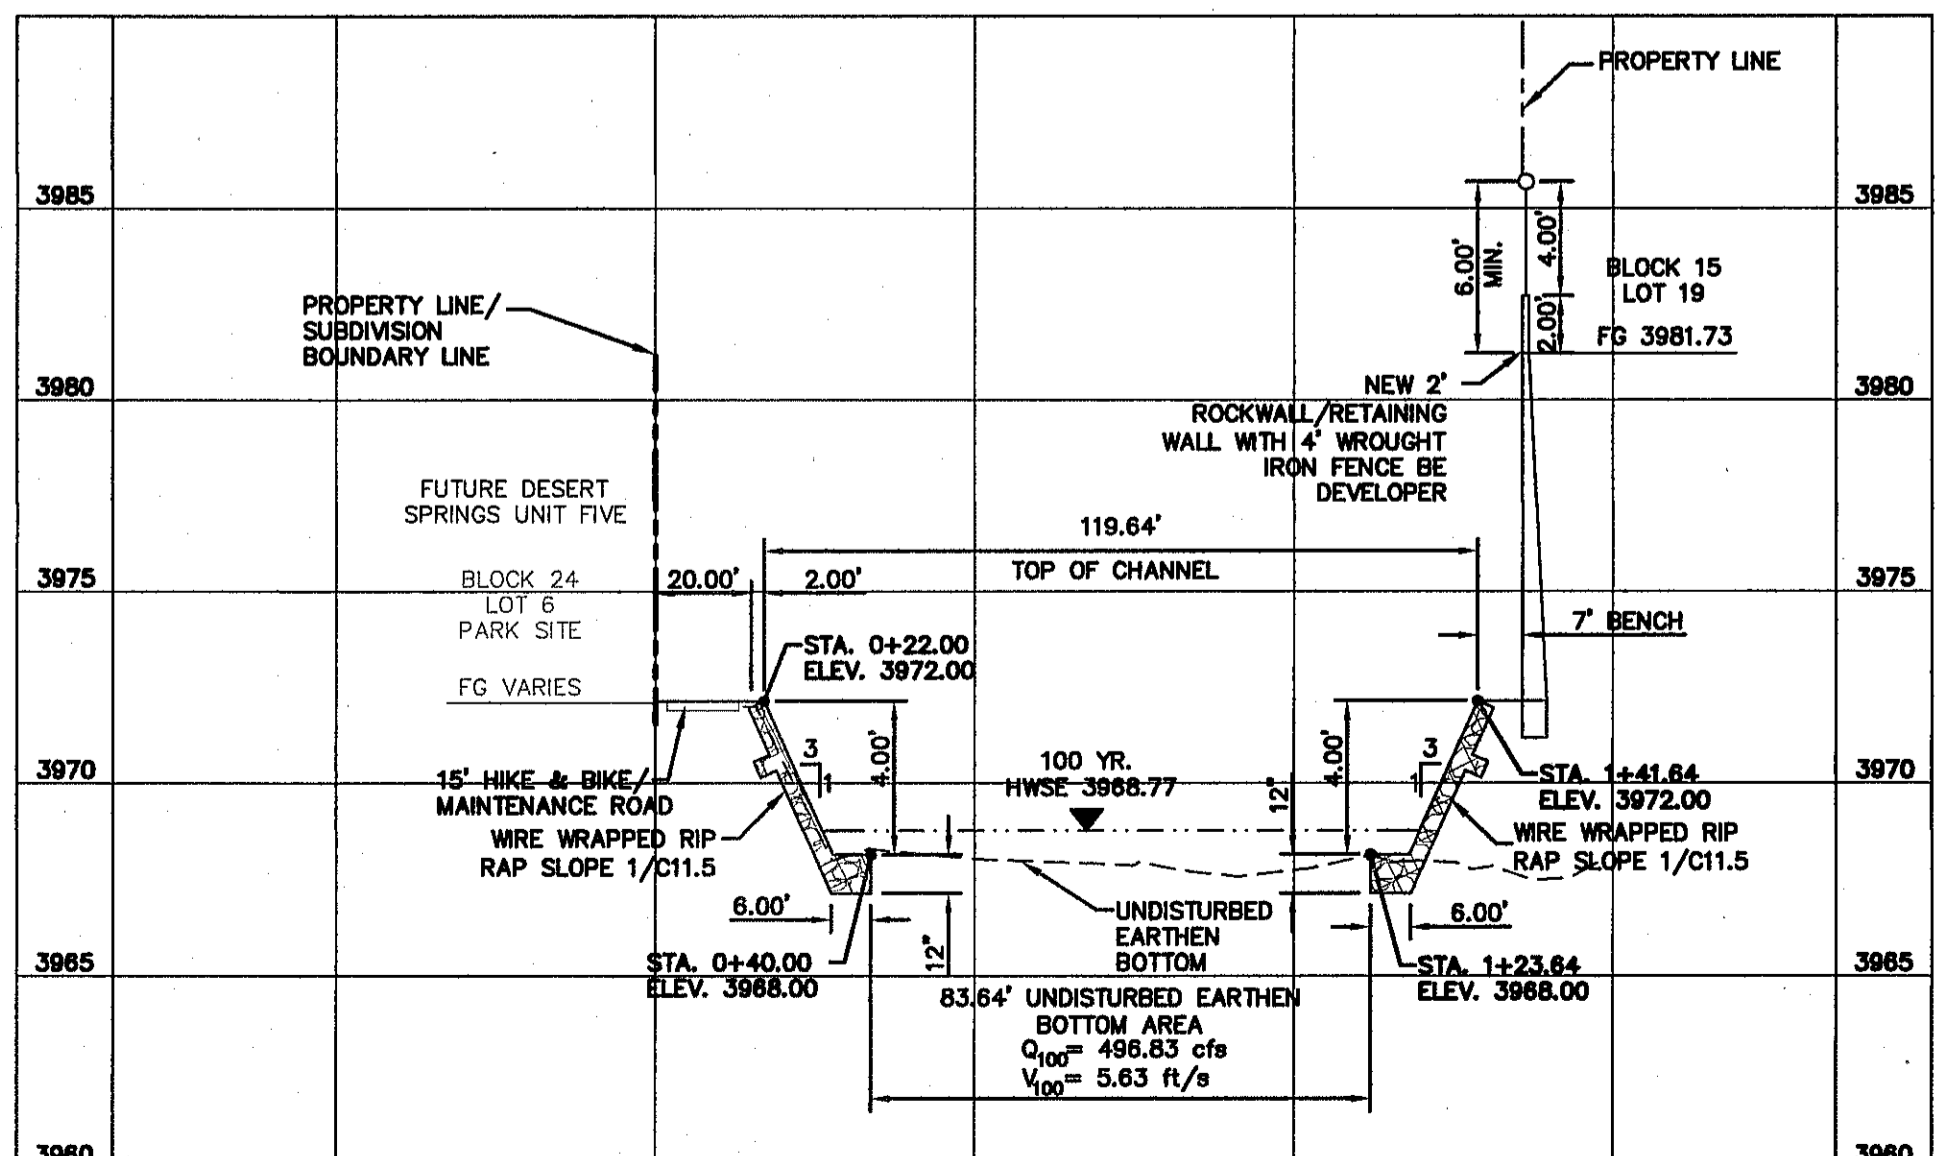 PROPERTY LINE
3985
3985
6.00'
MIN.
4.00'
2.00'
BLOCK 15
LOT 19
FG 3981.73
PROPERTY LINE/
SUBDIVISION
BOUNDARY LINE
3980
3980
NEW 2'
ROCKWALL/RETAINING
WALL WITH 4' WROUGHT
IRON FENCE BE
DEVELOPER
FUTURE DESERT
SPRINGS UNIT FIVE
119.64'
TOP OF CHANNEL
3975
3975
BLOCK 24
LOT 6
PARK SITE
20.00'
2.00'
7' BENCH
STA. 0+22.00
ELEV. 3972.00
FG VARIES
4.00'
4.00'
3
1
3
1
100 YR.
HWSE 3968.77
12"
3970
3970
15' HIKE & BIKE/
MAINTENANCE ROAD
STA. 1+41.64
ELEV. 3972.00
WIRE WRAPPED RIP
RAP SLOPE 1/C11.5
WIRE WRAPPED RIP
RAP SLOPE 1/C11.5
6.00'
12"
UNDISTURBED
EARTHEN
BOTTOM
6.00'
3965
3965
STA. 0+40.00
ELEV. 3968.00
STA. 1+23.64
ELEV. 3968.00
83.64' UNDISTURBED EARTHEN
BOTTOM AREA
Q100= 496.83 cfs
V100= 5.63 ft/s
3960
3960